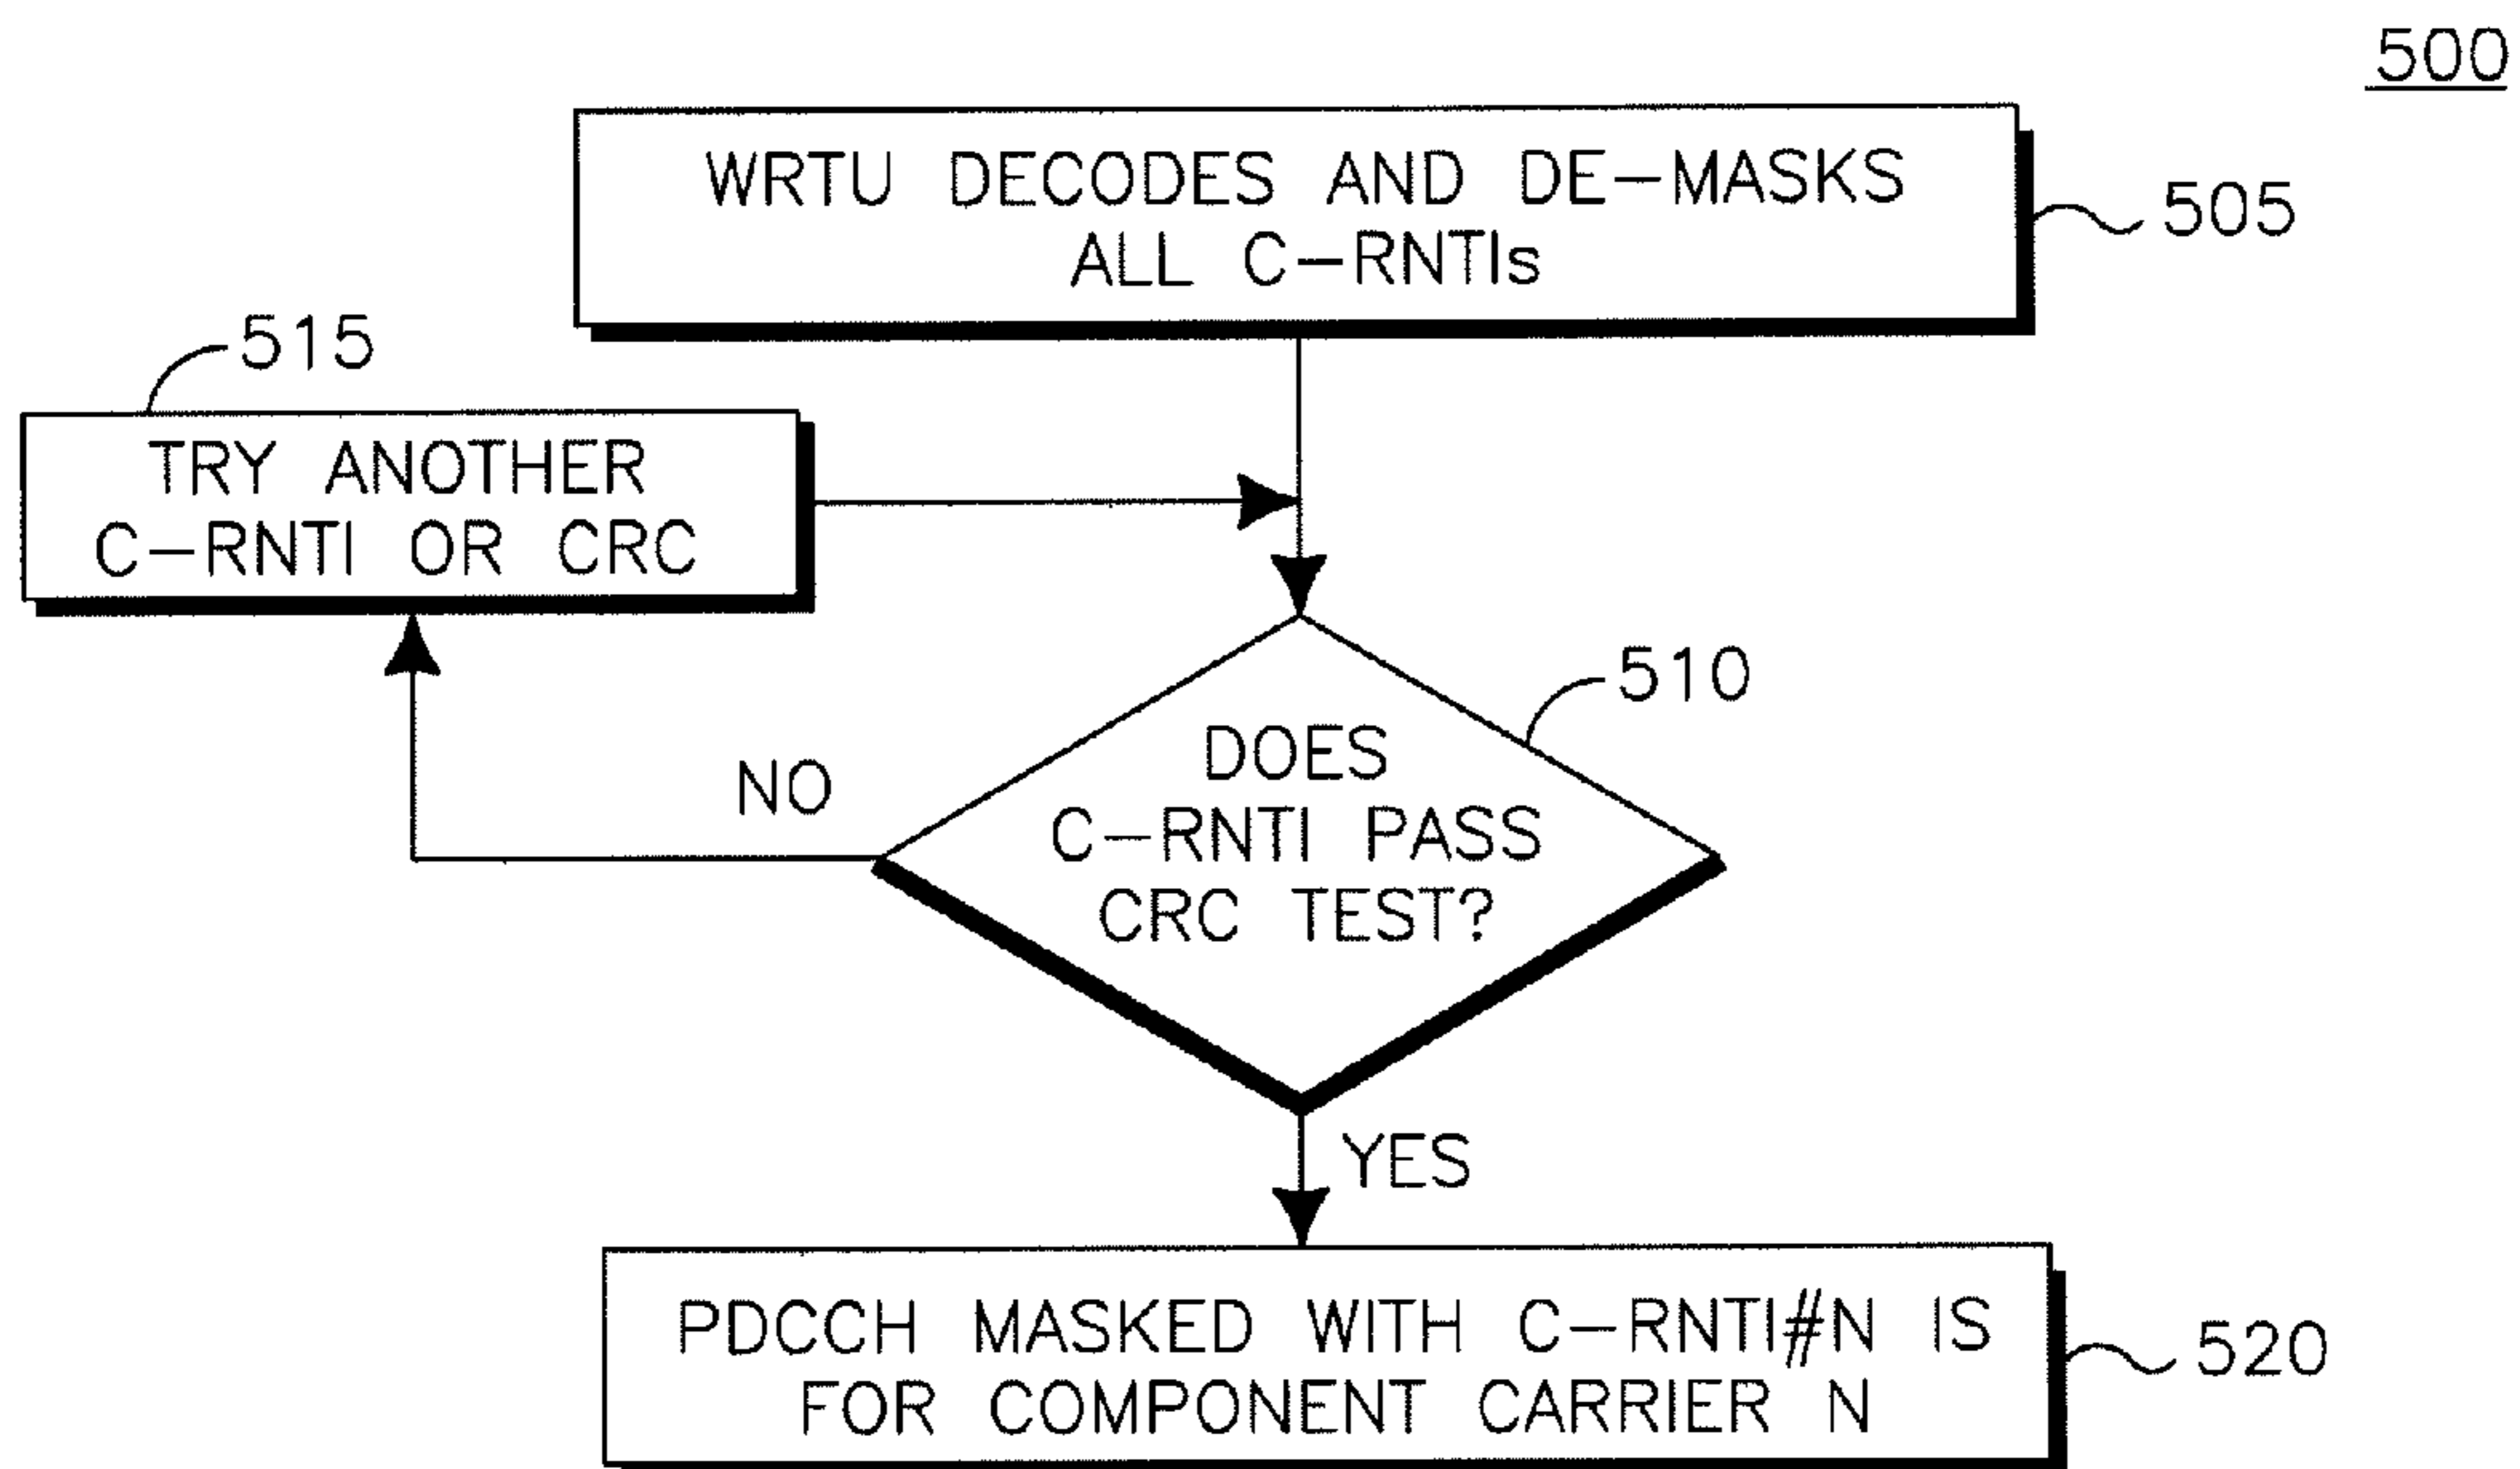 500
WRTU DECODES AND DE-MASKS
ALL C-RNTIs
505
515
TRY ANOTHER
C-RNTI OR CRC
510
DOES
C-RNTI PASS
CRC TEST?
NO
YES
PDCCH MASKED WITH C-RNTI#N IS
FOR COMPONENT CARRIER N
520